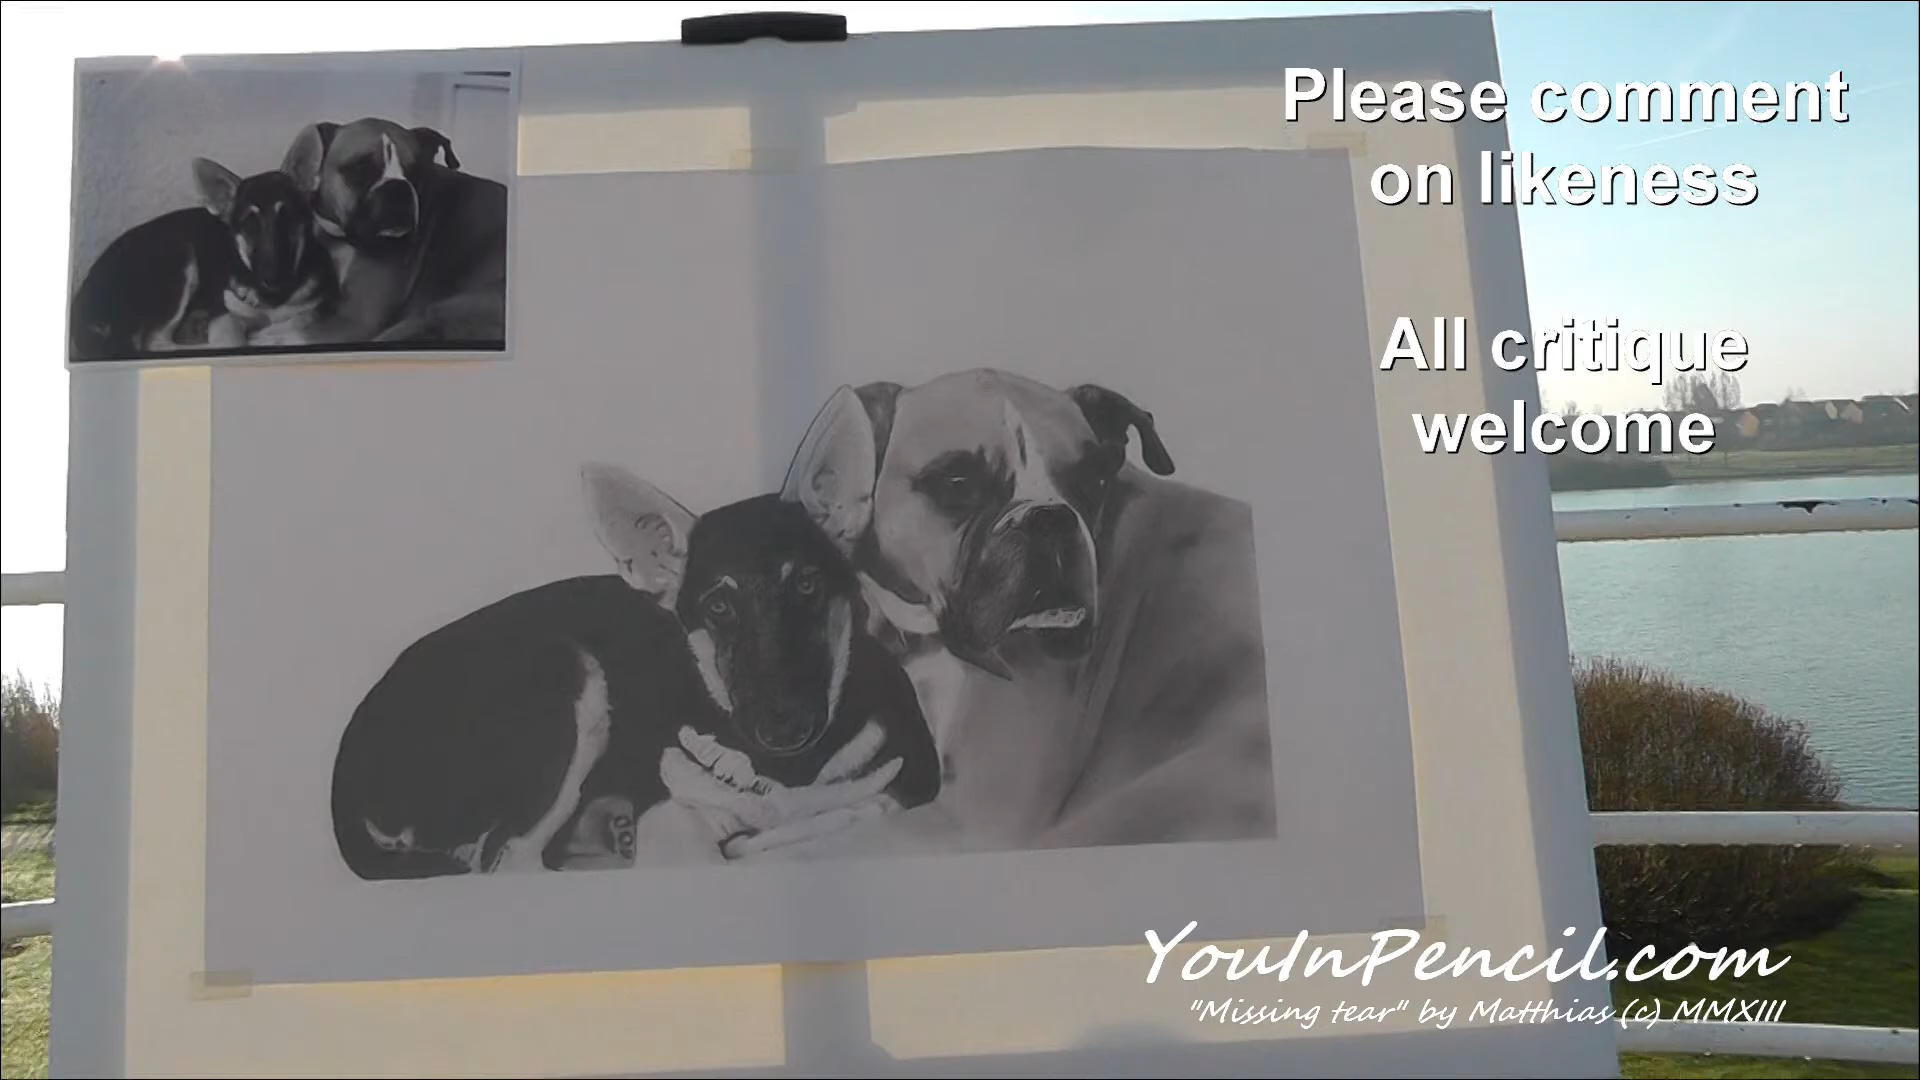 Please comment
on likeness
All critique
welcome
YouInPencil.com
"Missing tear" by Matthias (c) MMXIII